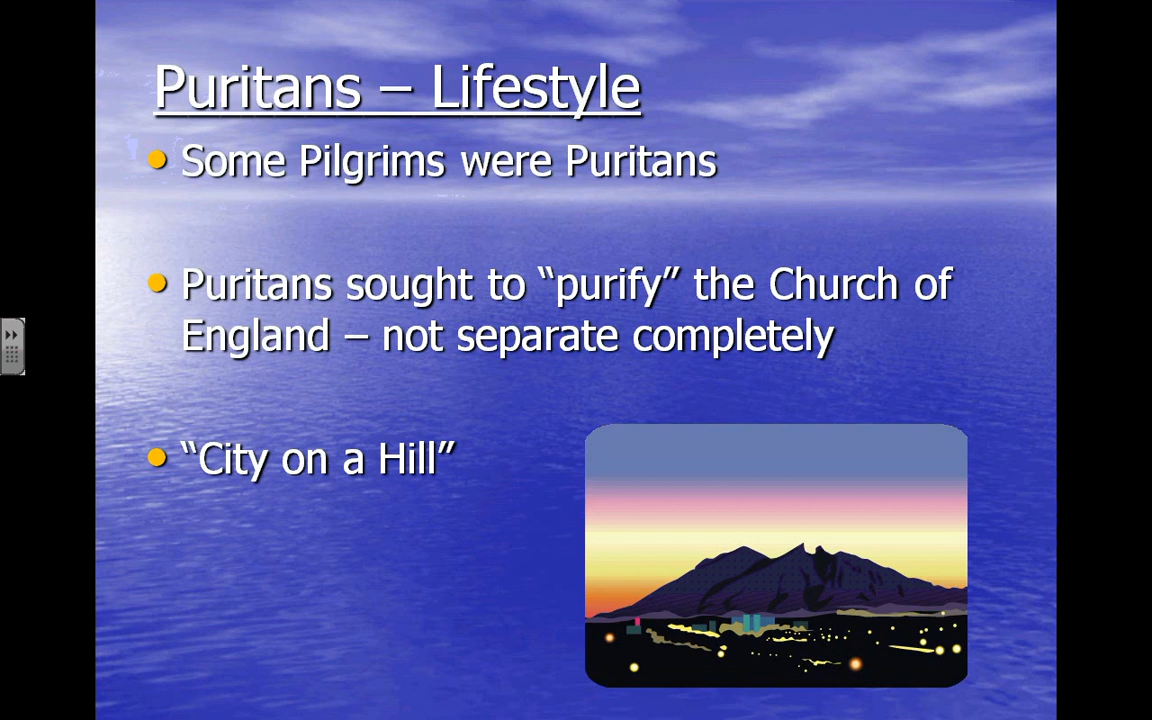 Puritans – Lifestyle
• Some Pilgrims were Puritans
• Puritans sought to “purify” the Church of
England – not separate completely
• “City on a Hill”